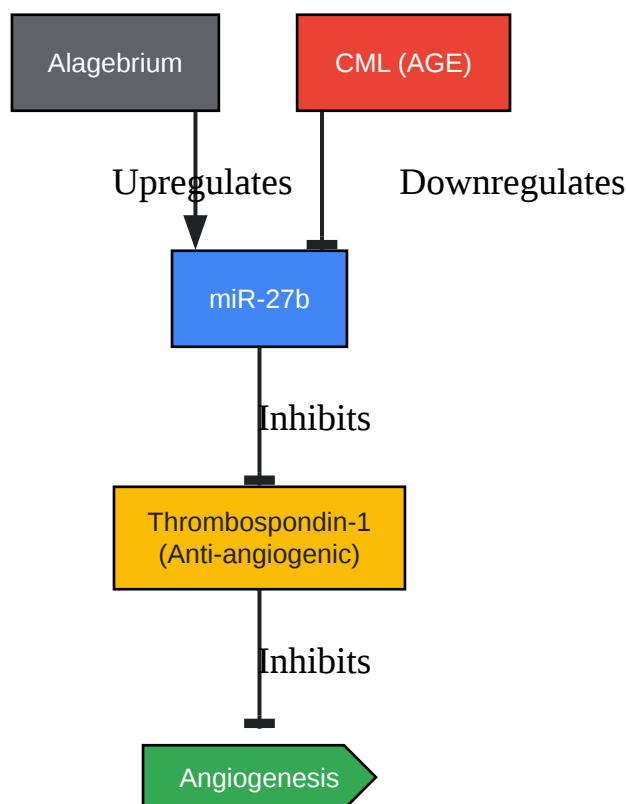 Alagebrium
CML (AGE)
Upregulates
Downregulates
miR-27b
Inhibits
Thrombospondin-1
(Anti-angiogenic)
Inhibits
Angiogenesis